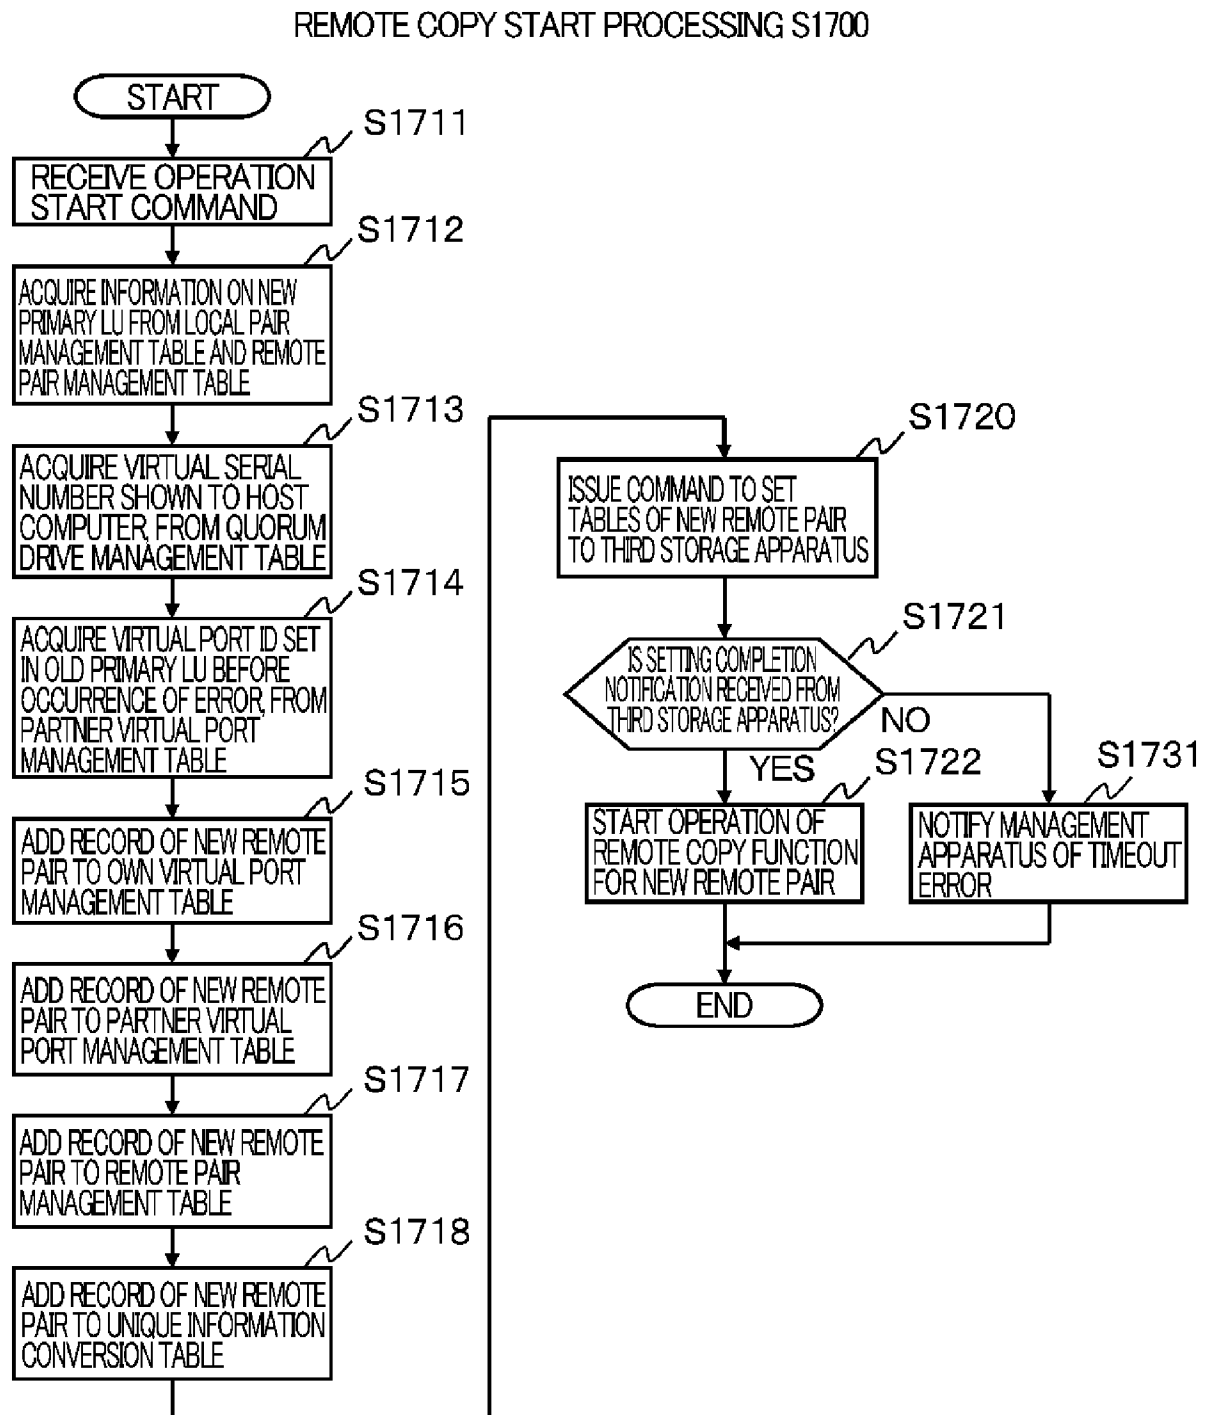 REMOTE COPY START PROCESSING S1700
START
S1711
RECEIVE OPERATION
START COMMAND
S1712
ACQUIRE INFORMATION ON NEW
PRIMARY LU FROM LOCAL PAIR
MANAGEMENT TABLE AND REMOTE
PAIR MANAGEMENT TABLE
S1713
ACQUIRE VIRTUAL SERIAL
NUMBER SHOWN TO HOST
COMPUTER, FROM QUORUM
DRIVE MANAGEMENT TABLE
S1714
ACQUIRE VIRTUAL PORT ID SET
IN OLD PRIMARY LU BEFORE
OCCURRENCE OF ERROR, FROM
PARTNER VIRTUAL PORT
MANAGEMENT TABLE
S1715
ADD RECORD OF NEW REMOTE
PAIR TO OWN VIRTUAL PORT
MANAGEMENT TABLE
S1716
ADD RECORD OF NEW REMOTE
PAIR TO PARTNER VIRTUAL
PORT MANAGEMENT TABLE
S1717
ADD RECORD OF NEW REMOTE
PAIR TO REMOTE PAIR
MANAGEMENT TABLE
S1718
ADD RECORD OF NEW REMOTE
PAIR TO UNIQUE INFORMATION
CONVERSION TABLE
S1720
ISSUE COMMAND TO SET
TABLES OF NEW REMOTE PAIR
TO THIRD STORAGE APPARATUS
S1721
IS SETTING COMPLETION
NOTIFICATION RECEIVED FROM
THIRD STORAGE APPARATUS?
NO
YES
S1722
START OPERATION OF
REMOTE COPY FUNCTION
FOR NEW REMOTE PAIR
S1731
NOTIFY MANAGEMENT
APPARATUS OF TIMEOUT
ERROR
END